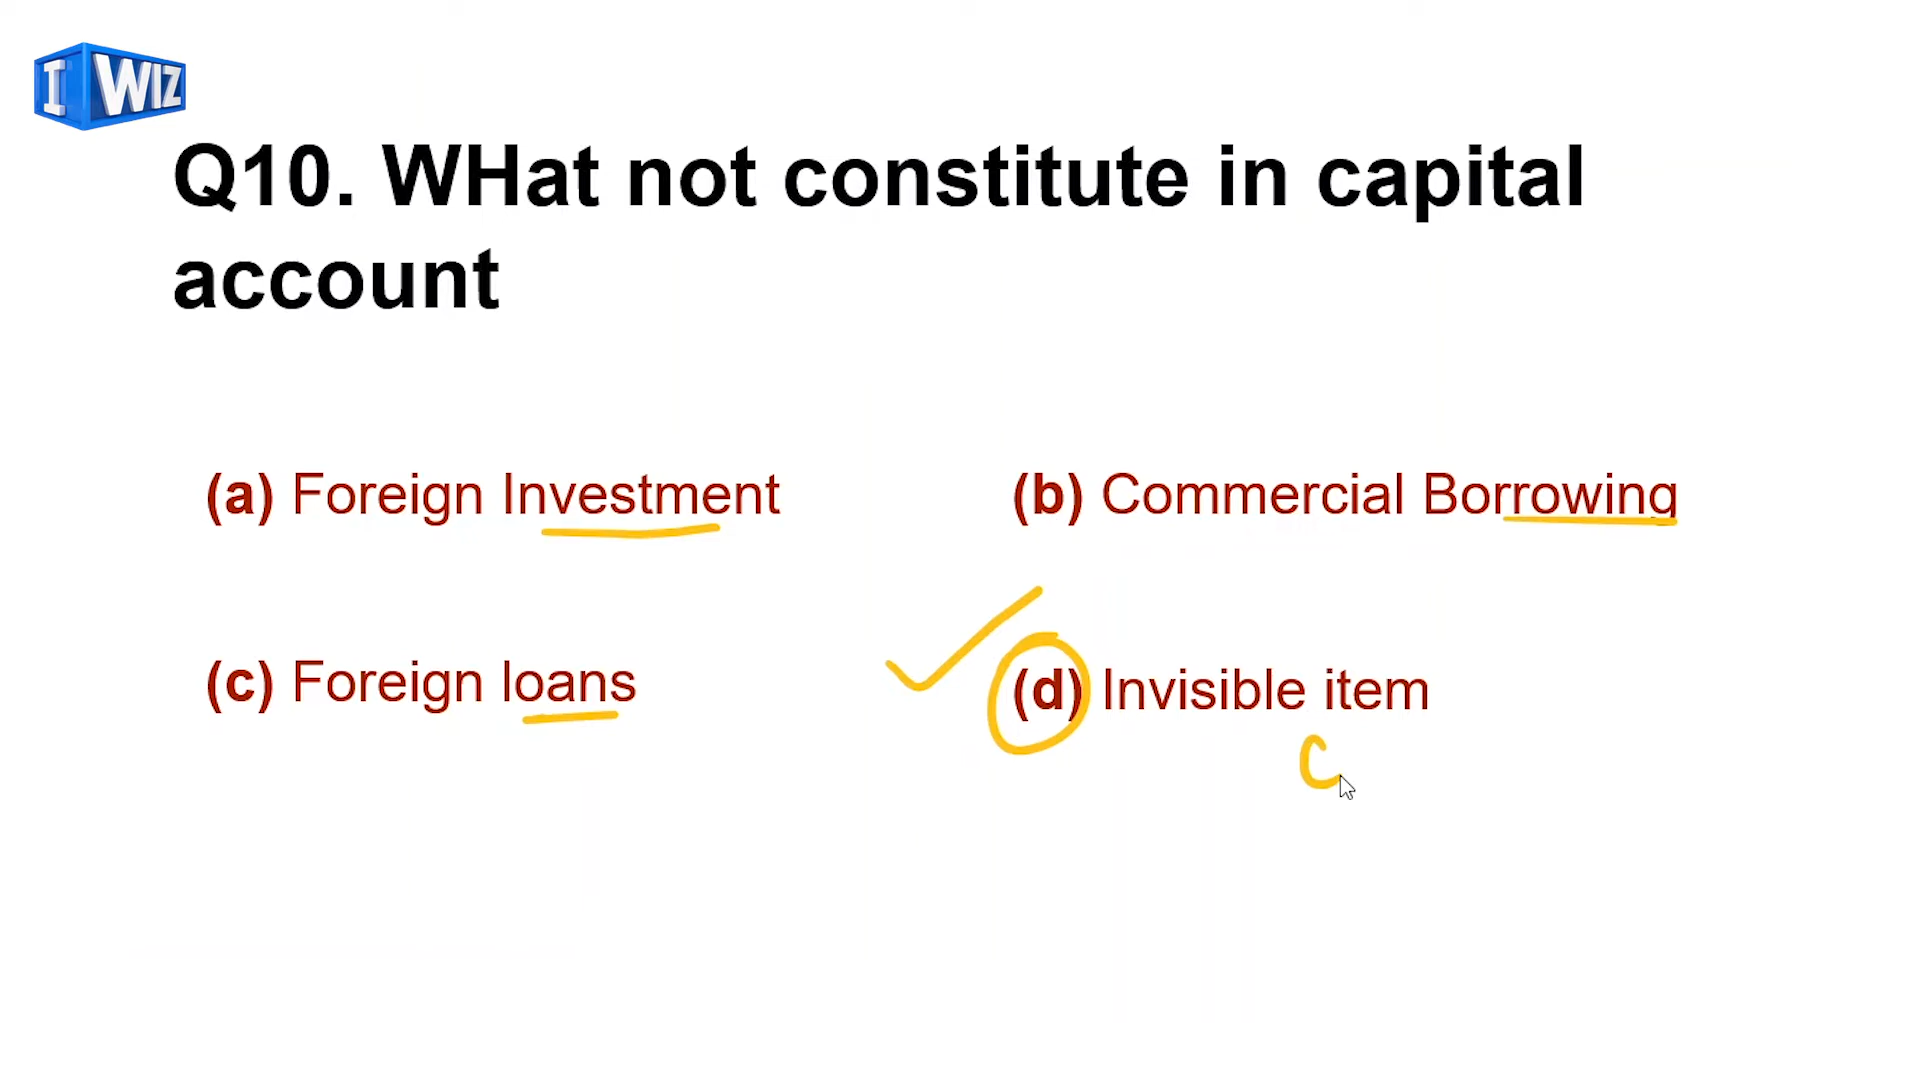 I WIZ
Q10. WHat not constitute in capital
account
(a) Foreign Investment
(b) Commercial Borrowing
(c) Foreign loans
(d) Invisible item
C